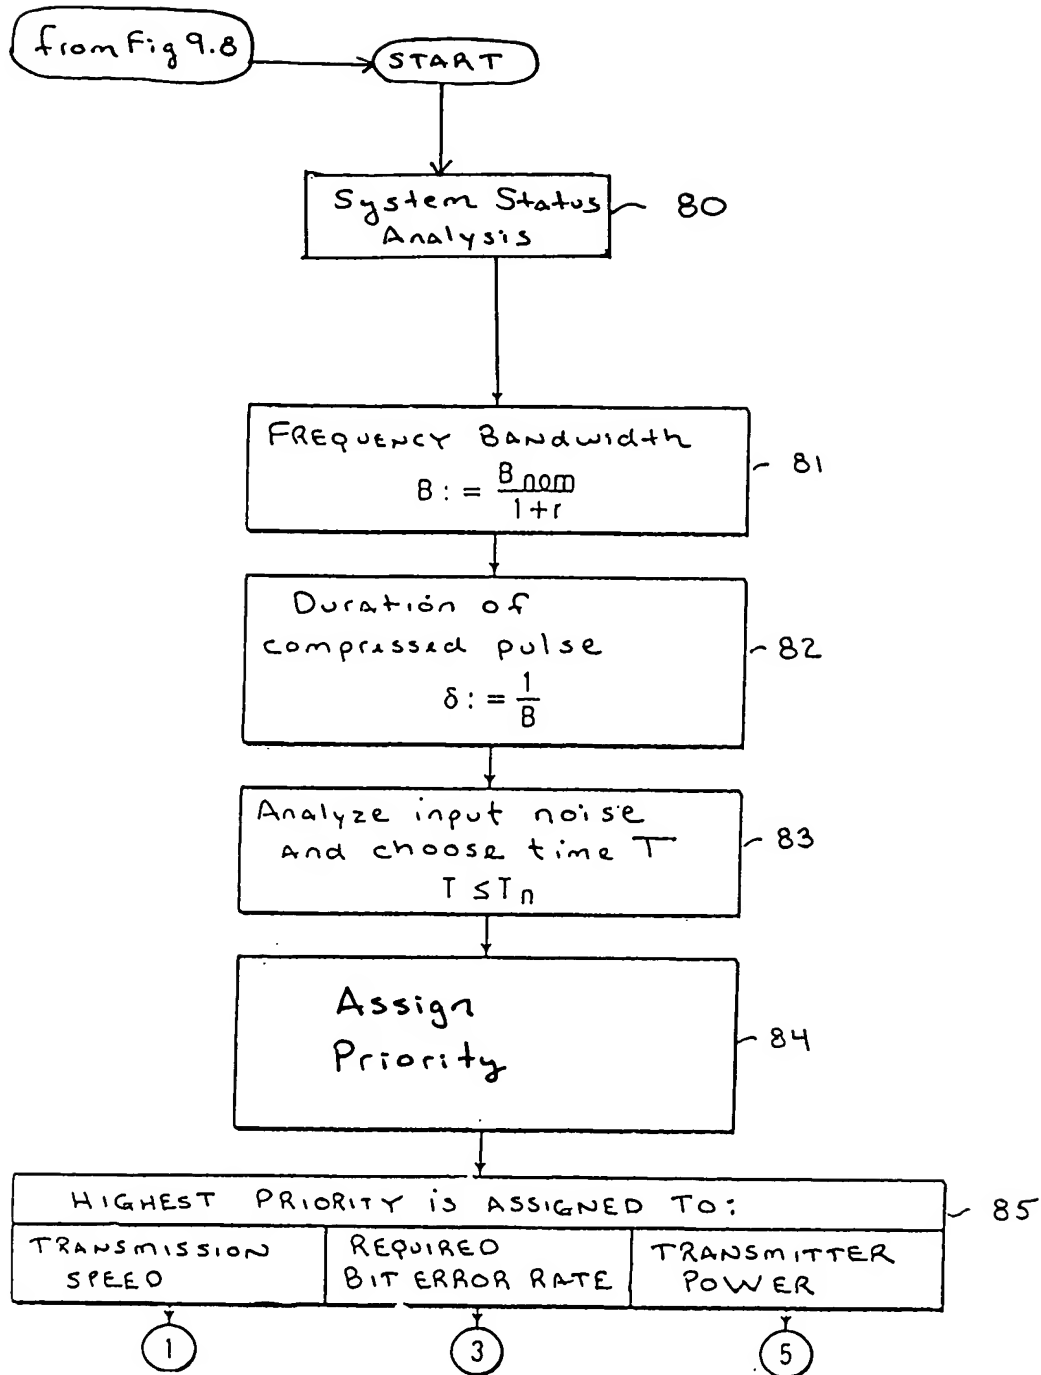 from Fig 9.8
START
System Status
Analysis
80
FREQUENCY BANdwidth
B := B nom / 1+r
81
Duration of
compressed pulse
δ := 1/B
82
Analyze input noise
And choose time T
T ≤ Tn
83
Assign
Priority
84
HIGHEST PRIORITY is ASSIGNED TO:
85
TRANSMISSION
SPEED
REQUIRED
BIT ERROR RATE
TRANSMITTER
POWER
1
3
5